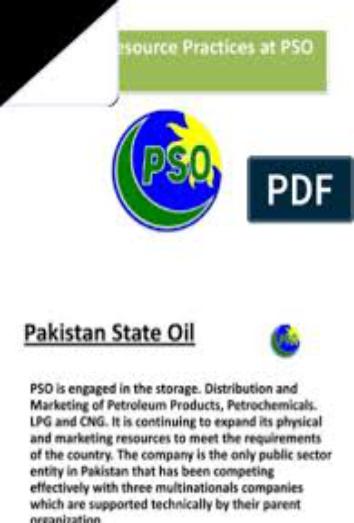 esource Practices at PSO
PSO
PDF
Pakistan State Oil
PSO is engaged in the storage. Distribution and
Marketing of Petroleum Products, Petrochemicals.
LPG and CNG. It is continuing to expand its physical
and marketing resources to meet the requirements
of the country. The company is the only public sector
entity in Pakistan that has been competing
effectively with three multinationals companies
which are supported technically by their parent
organization